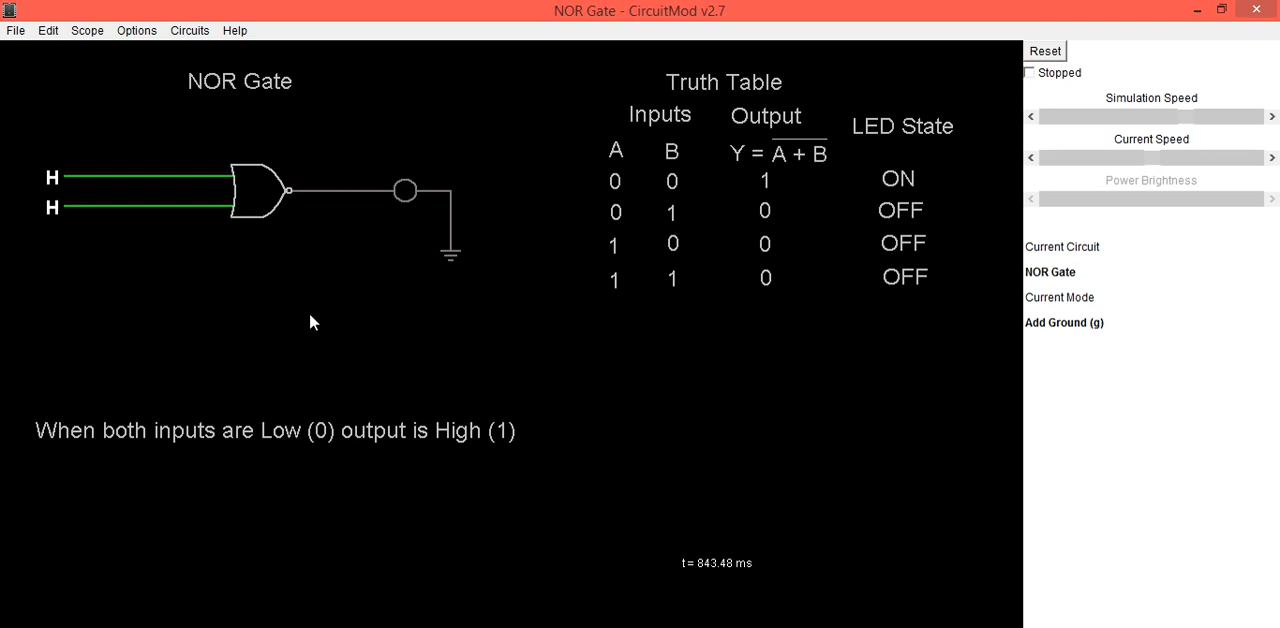 NOR Gate - CircuitMod v2.7
File Edit Scope Options Circuits Help
NOR Gate
H
H
When both inputs are Low (0) output is High (1)
Truth Table
Inputs Output LED State
A B Y = A + B
0 0 1 ON
0 1 0 OFF
1 0 0 OFF
1 1 0 OFF
t = 843.48 ms
Reset
Stopped
Simulation Speed
Current Speed
Power Brightness
Current Circuit
NOR Gate
Current Mode
Add Ground (g)